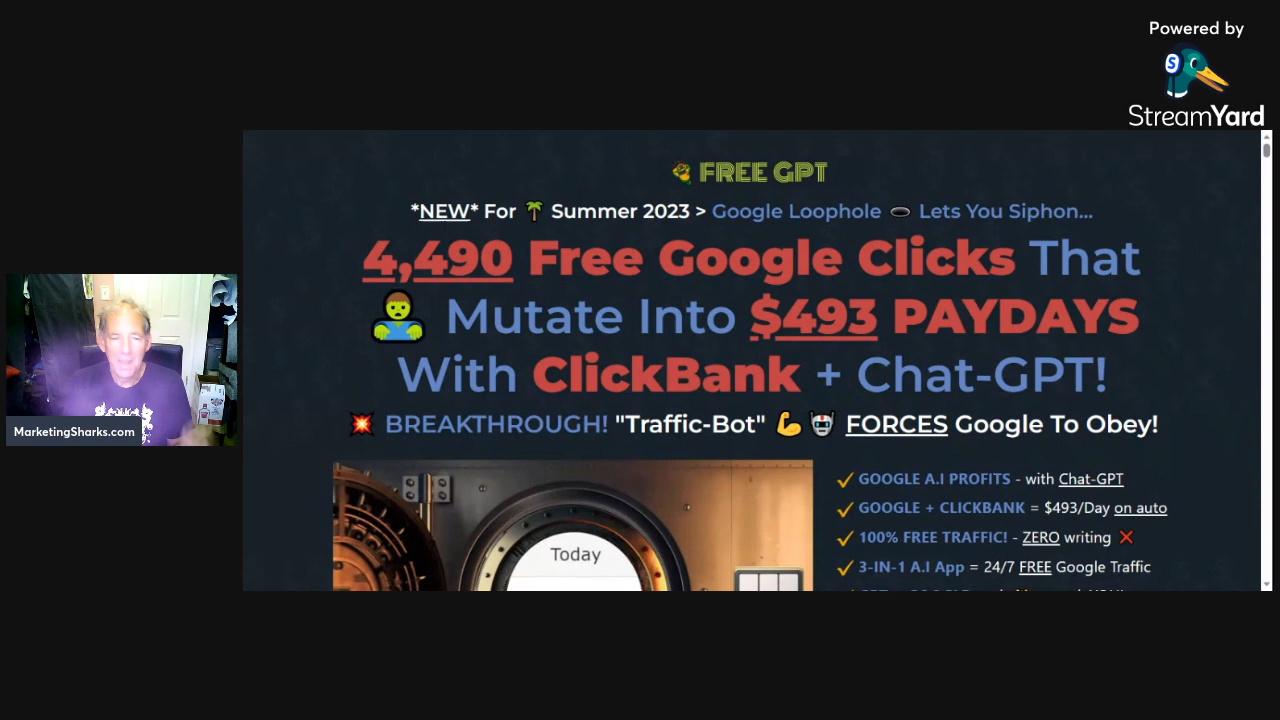 Powered by
S
StreamYard
FREE GPT
*NEW* For Summer 2023 > Google Loophole Lets You Siphon...
4,490 Free Google Clicks That
Mutate Into $493 PAYDAYS
With ClickBank + Chat-GPT!
BREAKTHROUGH! "Traffic-Bot" FORCES Google To Obey!
GOOGLE A.I PROFITS - with Chat-GPT
GOOGLE + CLICKBANK = $493/Day on auto
100% FREE TRAFFIC! - ZERO writing
3-IN-1 A.I App = 24/7 FREE Google Traffic
Today
MarketingSharks.com